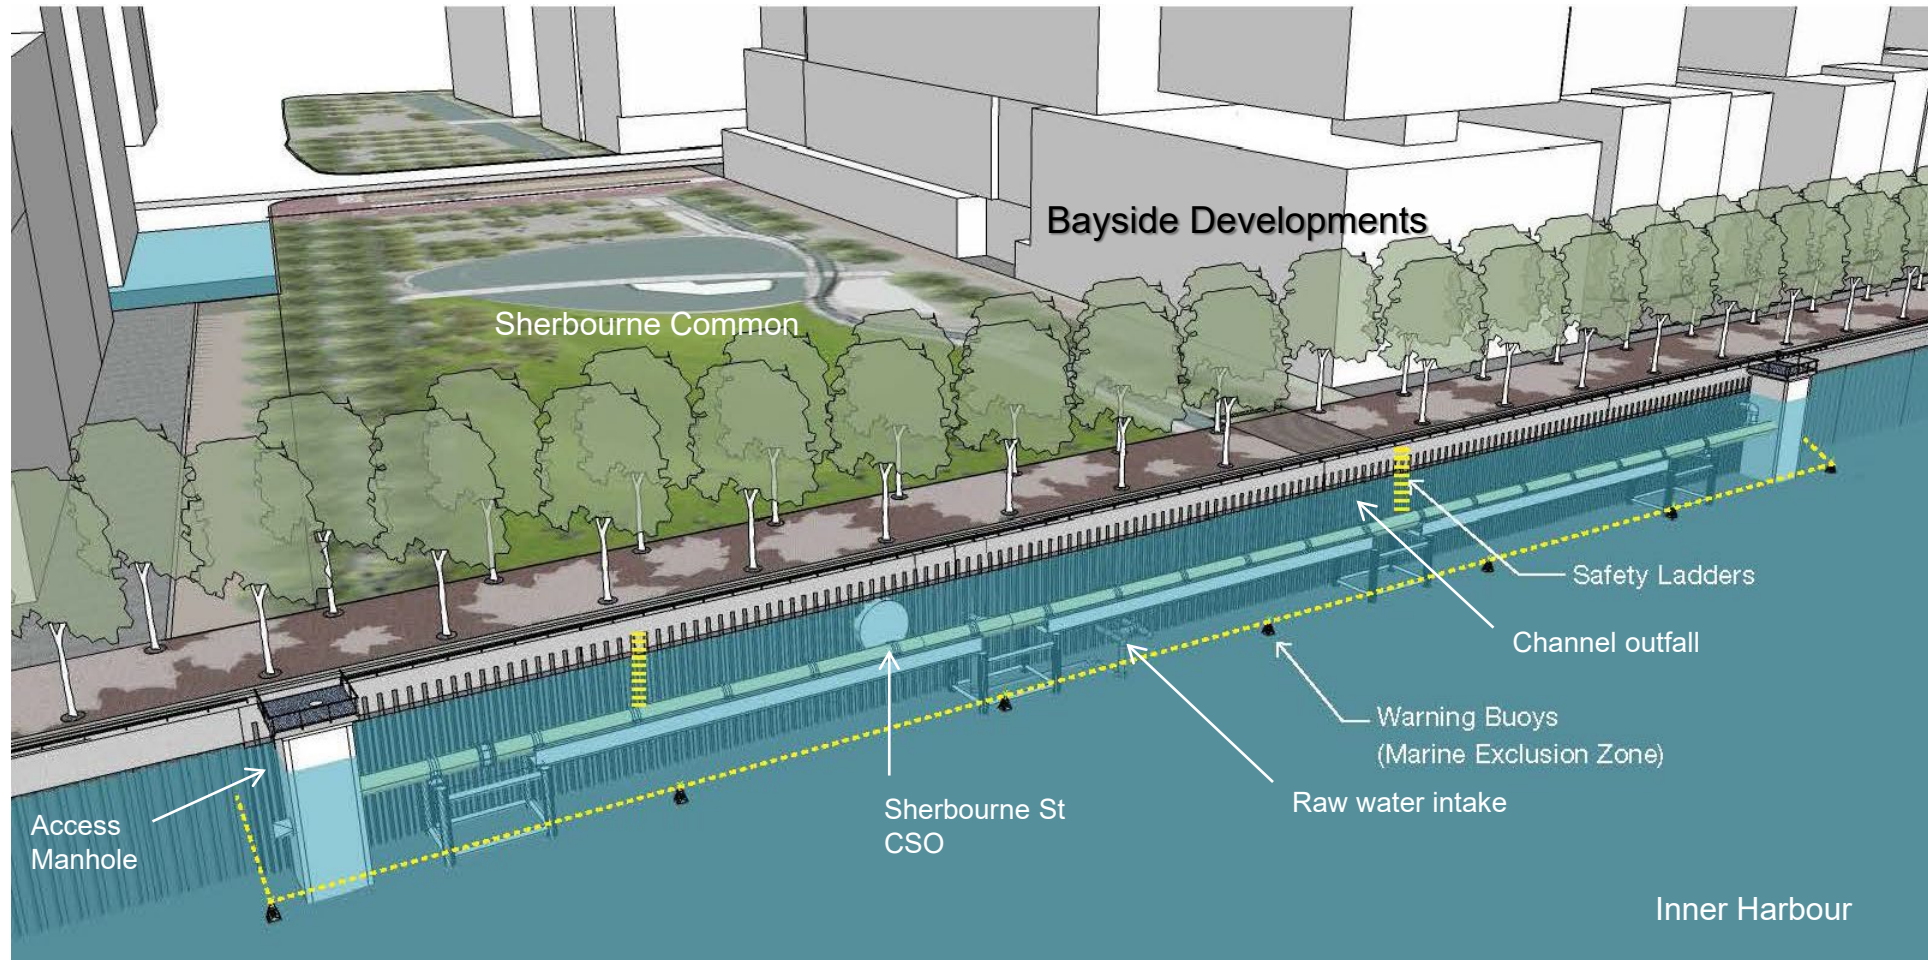 Bayside Developments
Sherbourne Common
Safety Ladders
Channel outfall
Warning Buoys
(Marine Exclusion Zone)
Raw water intake
Sherbourne St
CSO
Access
Manhole
Inner Harbour